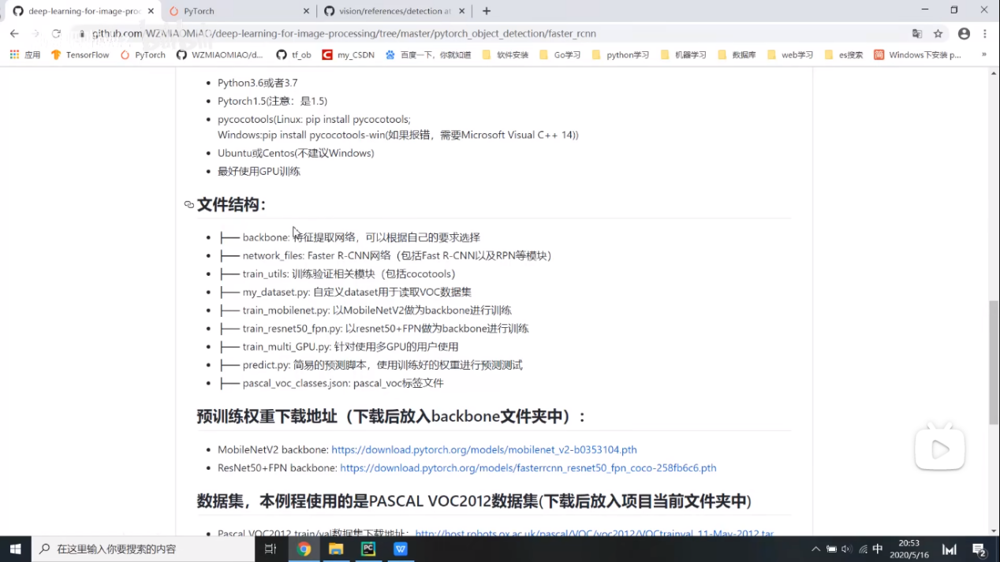 deep-learning-for-image-proc
PyTorch
vision/references/detection at
github.com/WZMIAOMIAO/deep-learning-for-image-processing/tree/master/pytorch_object_detection/faster_rcnn
应用 TensorFlow PyTorch WZMIAOMIAO/d... tf_ob my_CSDN 百度一下，你就知道 软件安装 Go学习 python学习 机器学习 数据库 web学习 es搜索 Windows下安装 p...
Python3.6或者3.7
Pytorch1.5(注意：是1.5)
pycocotools(Linux: pip install pycocotools;
Windows:pip install pycocotools-win(如果报错，需要Microsoft Visual C++ 14))
Ubuntu或Centos(不建议Windows)
最好使用GPU训练
文件结构：
├── backbone: 特征提取网络，可以根据自己的要求选择
├── network_files: Faster R-CNN网络（包括Fast R-CNN以及RPN等模块）
├── train_utils: 训练验证相关模块（包括cocotools）
├── my_dataset.py: 自定义dataset用于读取VOC数据集
├── train_mobilenet.py: 以MobileNetV2做为backbone进行训练
├── train_resnet50_fpn.py: 以resnet50+FPN做为backbone进行训练
├── train_multi_GPU.py: 针对使用多GPU的用户使用
├── predict.py: 简易的预测脚本，使用训练好的权重进行预测测试
├── pascal_voc_classes.json: pascal_voc标签文件
预训练权重下载地址（下载后放入backbone文件夹中）：
MobileNetV2 backbone: https://download.pytorch.org/models/mobilenet_v2-b0353104.pth
ResNet50+FPN backbone: https://download.pytorch.org/models/fasterrcnn_resnet50_fpn_coco-258fb6c6.pth
数据集，本例程使用的是PASCAL VOC2012数据集(下载后放入项目当前文件夹中)
Pascal VOC2012 train/val数据集下载地址：http://host.robots.ox.ac.uk/pascal/VOC/voc2012/VOCtrainval_11-May-2012.tar
在这里输入你要搜索的内容
中
20:53
2020/5/16
2